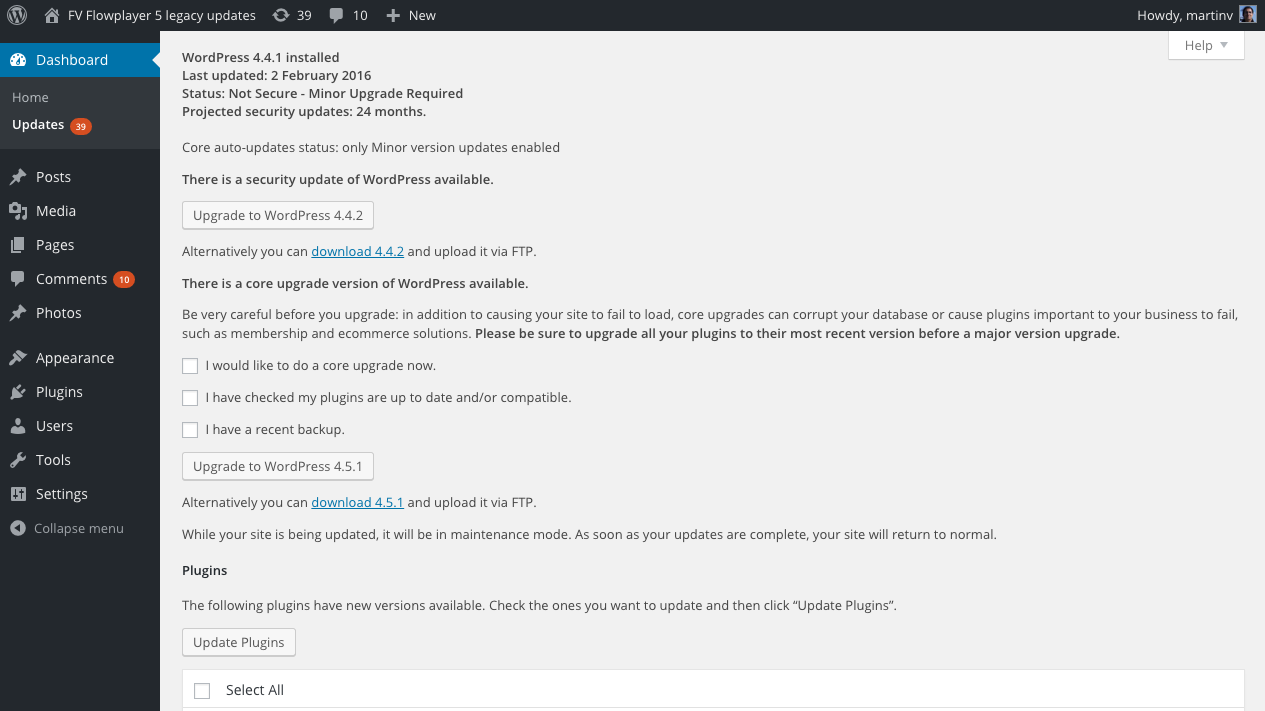 FV Flowplayer 5 legacy updates 39 10 New Howdy, martinv
Help
Dashboard
Home
Updates 39
Posts
Media
Pages
Comments 10
Photos
Appearance
Plugins
Users
Tools
Settings
Collapse menu
WordPress 4.4.1 installed
Last updated: 2 February 2016
Status: Not Secure - Minor Upgrade Required
Projected security updates: 24 months.
Core auto-updates status: only Minor version updates enabled
There is a security update of WordPress available.
Upgrade to WordPress 4.4.2
Alternatively you can download 4.4.2 and upload it via FTP.
There is a core upgrade version of WordPress available.
Be very careful before you upgrade: in addition to causing your site to fail to load, core upgrades can corrupt your database or cause plugins important to your business to fail,
such as membership and ecommerce solutions. Please be sure to upgrade all your plugins to their most recent version before a major version upgrade.
I would like to do a core upgrade now.
I have checked my plugins are up to date and/or compatible.
I have a recent backup.
Upgrade to WordPress 4.5.1
Alternatively you can download 4.5.1 and upload it via FTP.
While your site is being updated, it will be in maintenance mode. As soon as your updates are complete, your site will return to normal.
Plugins
The following plugins have new versions available. Check the ones you want to update and then click “Update Plugins”.
Update Plugins
Select All